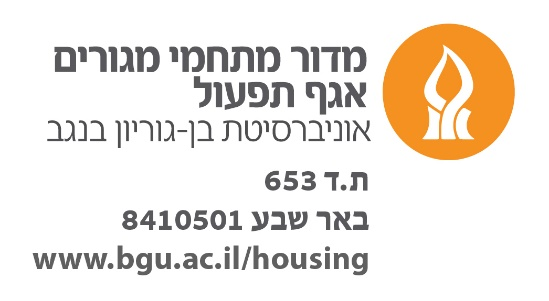 מדור מתחמי מגורים
אגף תפעול
אוניברסיטת בן-גוריון בנגב
ת.ד 653
באר שבע 8410501
www.bgu.ac.il/housing